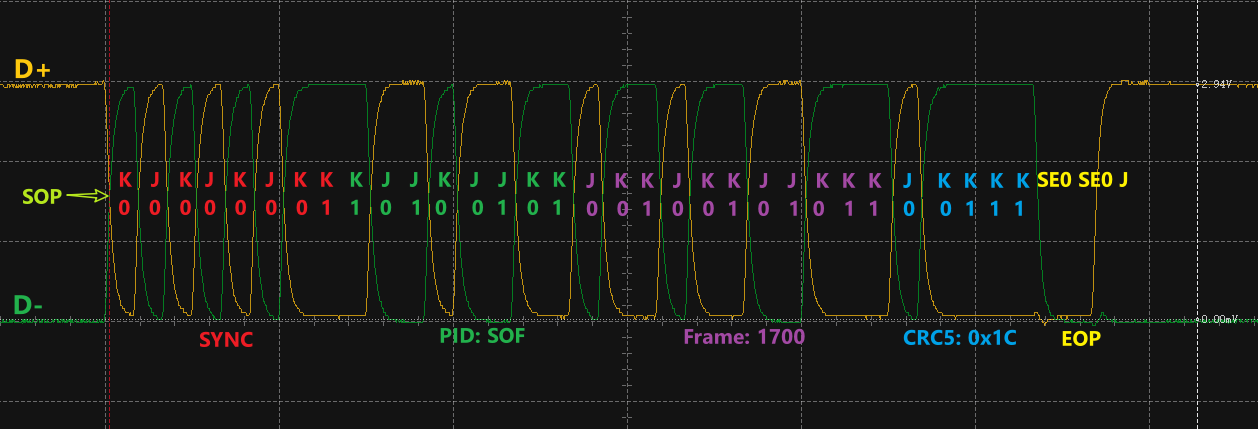 D+
2.94V
K J K J K J K K K J J K J J K K J K K J K K J J K K K J K K K K SE0 SE0 J
SOP
0 0 0 0 0 0 0 1 1 0 1 0 0 1 0 1 0 0 1 0 0 1 0 1 0 1 1 0 0 1 1 1
D-
0.00mV
SYNC
PID: SOF
Frame: 1700
CRC5: 0x1C
EOP